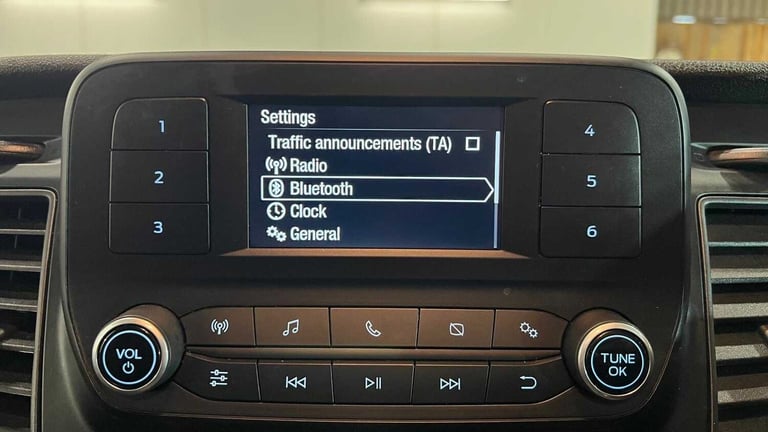 Settings
Traffic announcements (TA)
Radio
Bluetooth
Clock
General
1
2
3
4
5
6
VOL
TUNE
OK